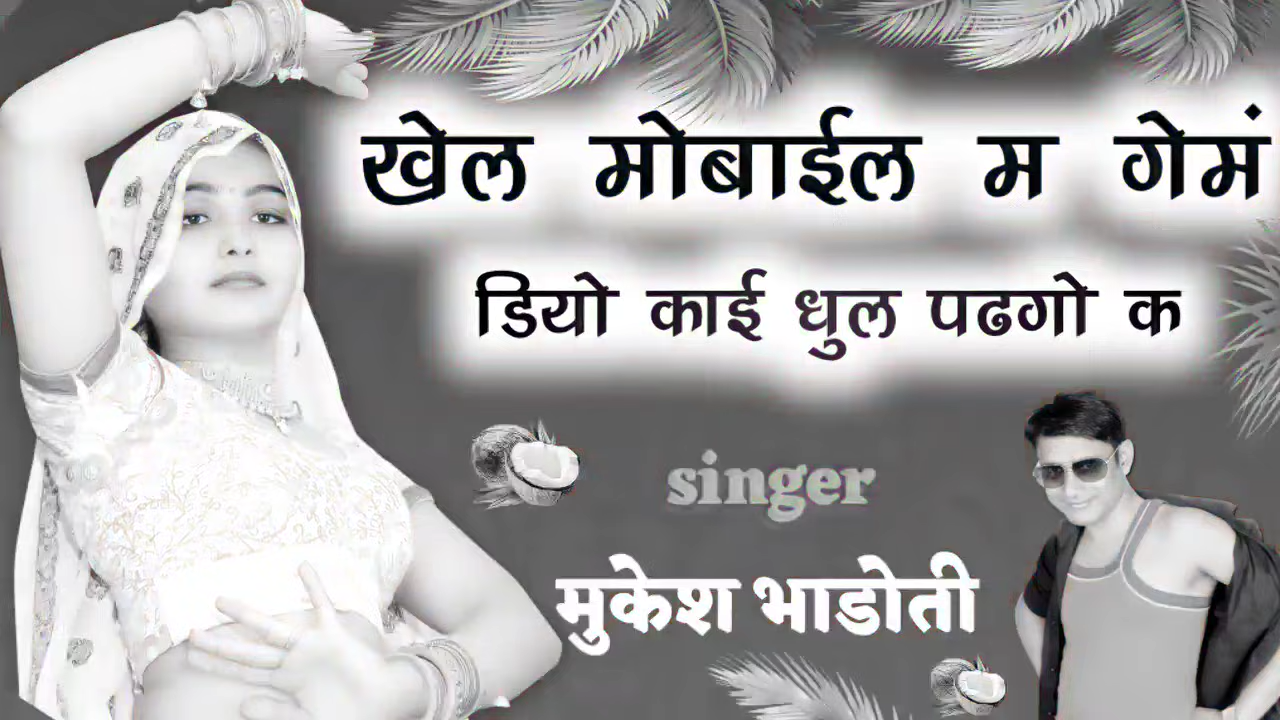 खेल मोबाईल म गेमं
डियो काई धुल पढगो क
singer
मुकेश भाडोती